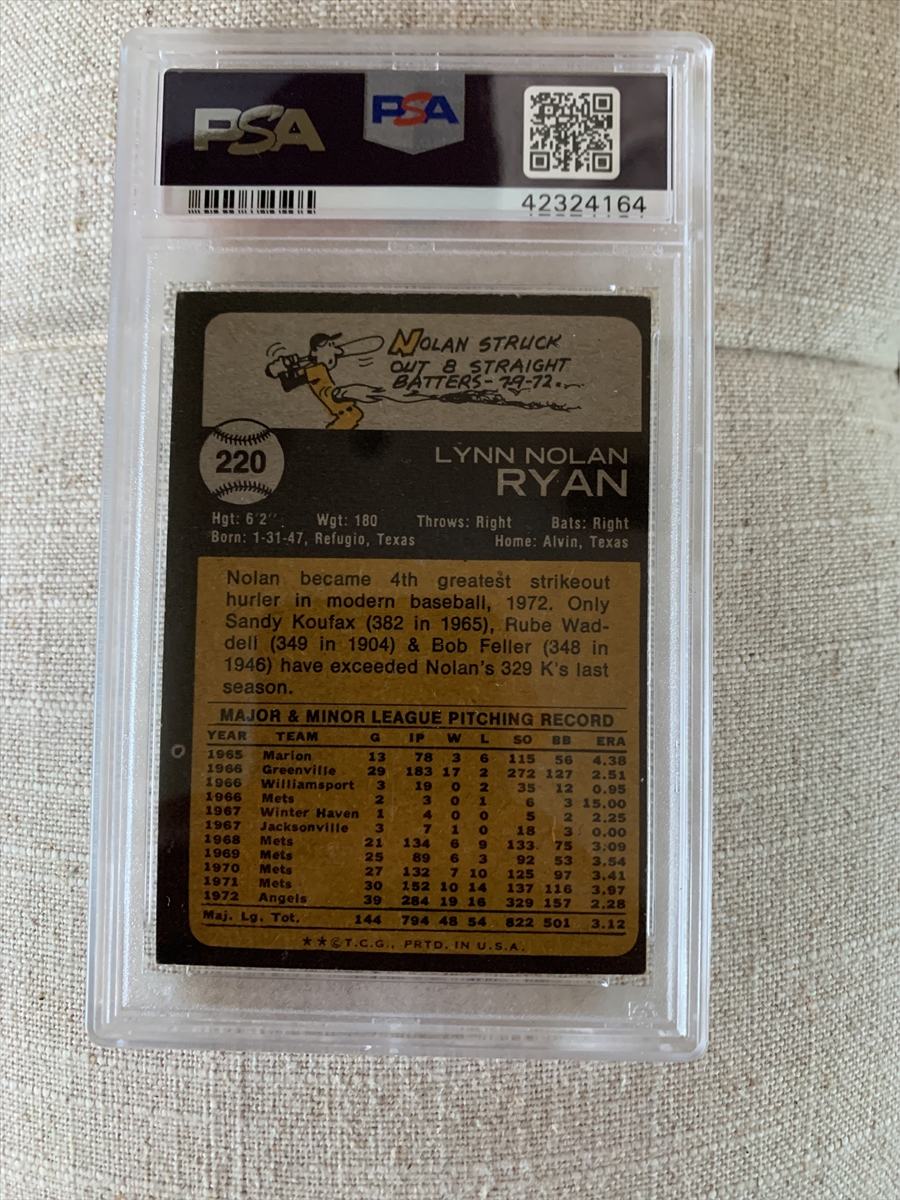 PSA PSA
42324164
NOLAN STRUCK
OUT 8 STRAIGHT
BATTERS-7-9-72...
220
LYNN NOLAN
RYAN
Hgt: 6'2" Wgt: 180 Throws: Right Bats: Right
Born: 1-31-47, Refugio, Texas Home: Alvin, Texas
Nolan became 4th greatest strikeout
hurler in modern baseball, 1972. Only
Sandy Koufax (382 in 1965), Rube Wad-
dell (349 in 1904) & Bob Feller (348 in
1946) have exceeded Nolan's 329 K's last
season.
MAJOR & MINOR LEAGUE PITCHING RECORD
YEAR TEAM G IP W L SO BB ERA
1965 Marion 13 78 3 6 115 56 4.38
1966 Greenville 29 183 17 2 272 127 2.51
1966 Williamsport 3 19 0 2 35 12 0.95
1966 Mets 2 3 0 1 6 3 15.00
1967 Winter Haven 1 4 0 0 5 2 2.25
1967 Jacksonville 3 7 1 0 18 3 0.00
1968 Mets 21 134 6 9 133 75 3.09
1969 Mets 25 89 6 3 92 53 3.54
1970 Mets 27 132 7 10 125 97 3.41
1971 Mets 30 152 10 14 137 116 3.97
1972 Angels 39 284 19 16 329 157 2.28
Maj. Lg. Tot. 144 794 48 54 822 501 3.12
★★©T.C.G., PRTD. IN U.S.A.